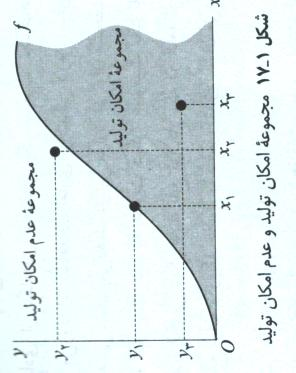 f
y
مجموعهٔ عدم امکان تولید
مجموعهٔ امکان تولید
y۲
y۱
y۳
O
x۱
x۲
x۳
x
شکل ۱-۱۷ مجموعهٔ امکان تولید و عدم امکان تولید